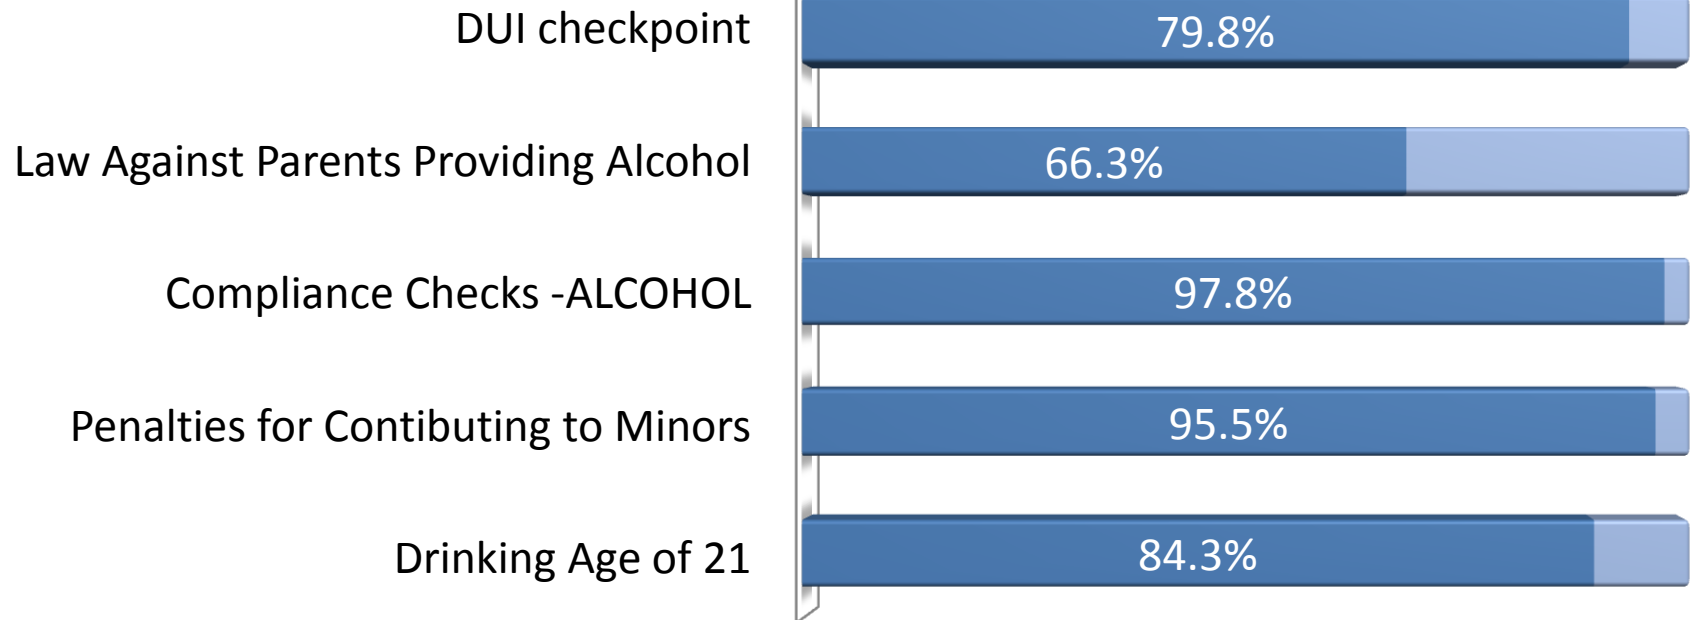 DUI checkpoint 79.8%
Law Against Parents Providing Alcohol 66.3%
Compliance Checks -ALCOHOL 97.8%
Penalties for Contibuting to Minors 95.5%
Drinking Age of 21 84.3%